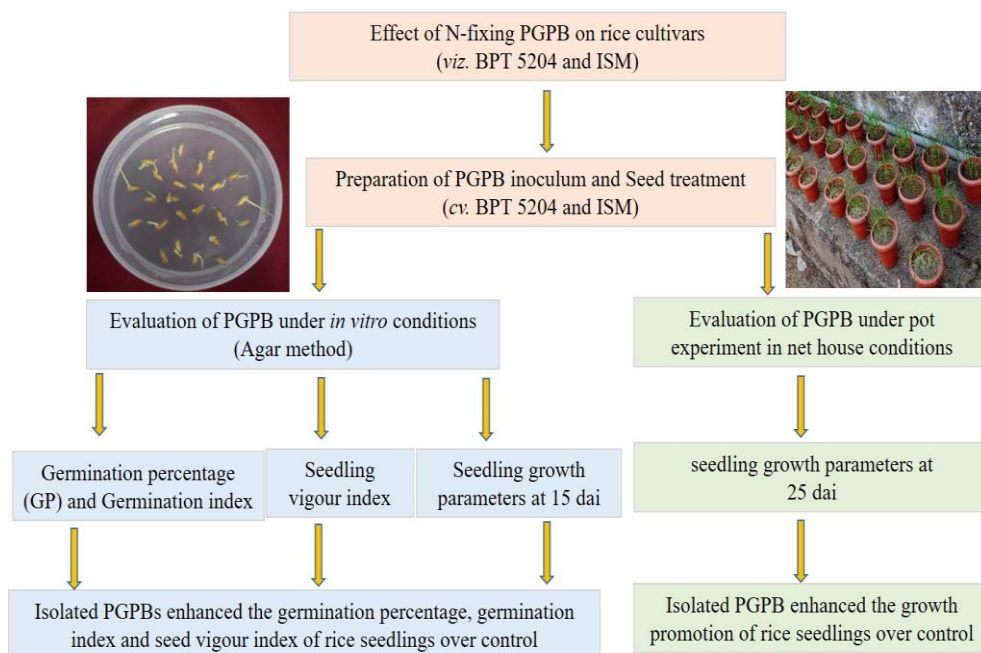 Effect of N-fixing PGPB on rice cultivars
(viz. BPT 5204 and ISM)
Preparation of PGPB inoculum and Seed treatment
(cv. BPT 5204 and ISM)
Evaluation of PGPB under in vitro conditions
(Agar method)
Evaluation of PGPB under pot
experiment in net house conditions
Germination percentage
(GP) and Germination index
Seedling
vigour index
Seedling growth
parameters at 15 dai
seedling growth parameters at
25 dai
Isolated PGPBs enhanced the germination percentage, germination
index and seed vigour index of rice seedlings over control
Isolated PGPB enhanced the growth
promotion of rice seedlings over control